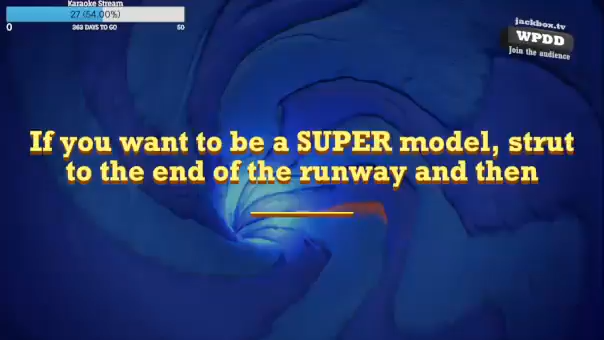 Karaoke Stream
27 (54.00%)
0
363 DAYS TO GO
50
jackbox.tv
WPDD
Join the audience
If you want to be a SUPER model, strut
to the end of the runway and then